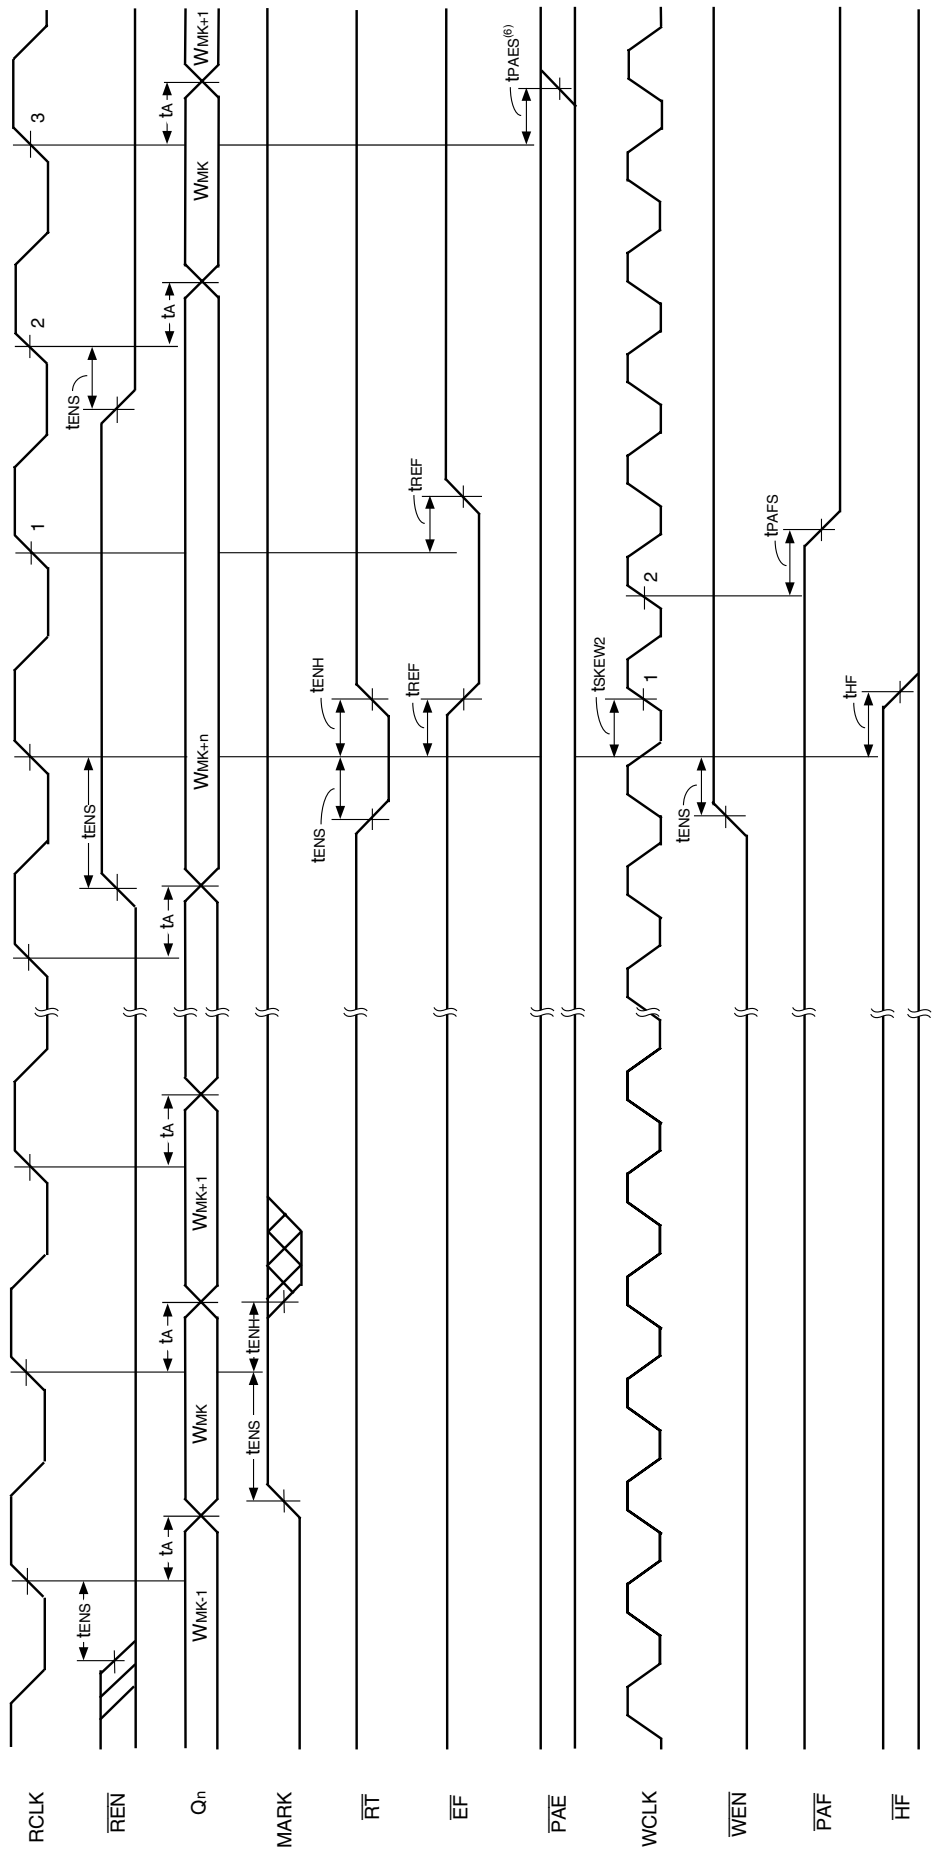 RCLK 1 2 3
tENS tENS tENS
REN
tA tA tA tA tA tA
Qn WMK-1 WMK WMK+1 WMK+n WMK WMK+1
tENS tENH
MARK
tENS tENH
RT
tREF tREF
EF
tPAES(6)
PAE
tSKEW2
WCLK 1 2
tENS
WEN
tPAFS
PAF
tHF
HF